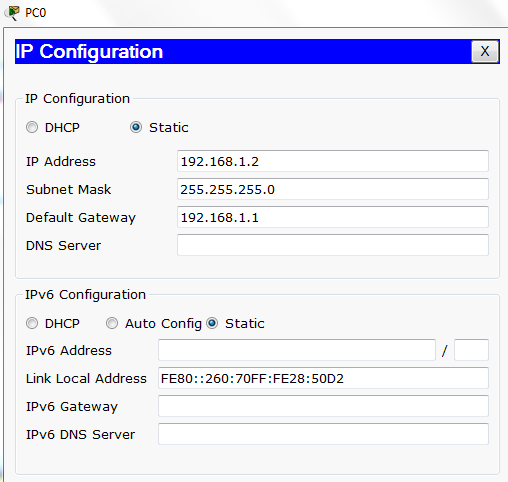 PC0
IP Configuration X
IP Configuration
DHCP Static
IP Address 192.168.1.2
Subnet Mask 255.255.255.0
Default Gateway 192.168.1.1
DNS Server
IPv6 Configuration
DHCP Auto Config Static
IPv6 Address /
Link Local Address FE80::260:70FF:FE28:50D2
IPv6 Gateway
IPv6 DNS Server